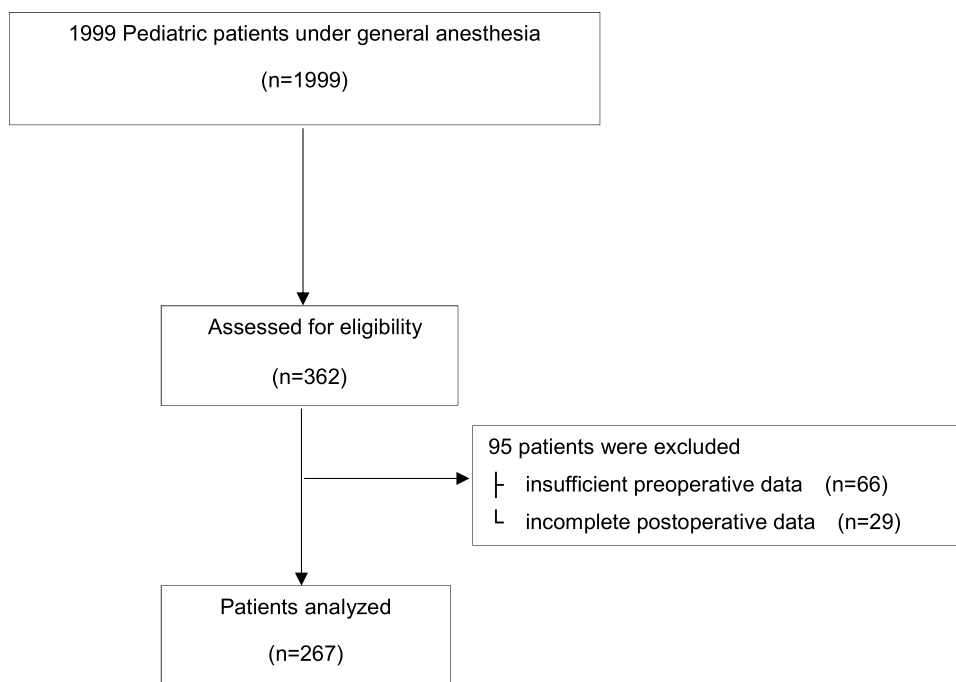 1999 Pediatric patients under general anesthesia
(n=1999)
Assessed for eligibility
(n=362)
95 patients were excluded
├ insufficient preoperative data (n=66)
└ incomplete postoperative data (n=29)
Patients analyzed
(n=267)